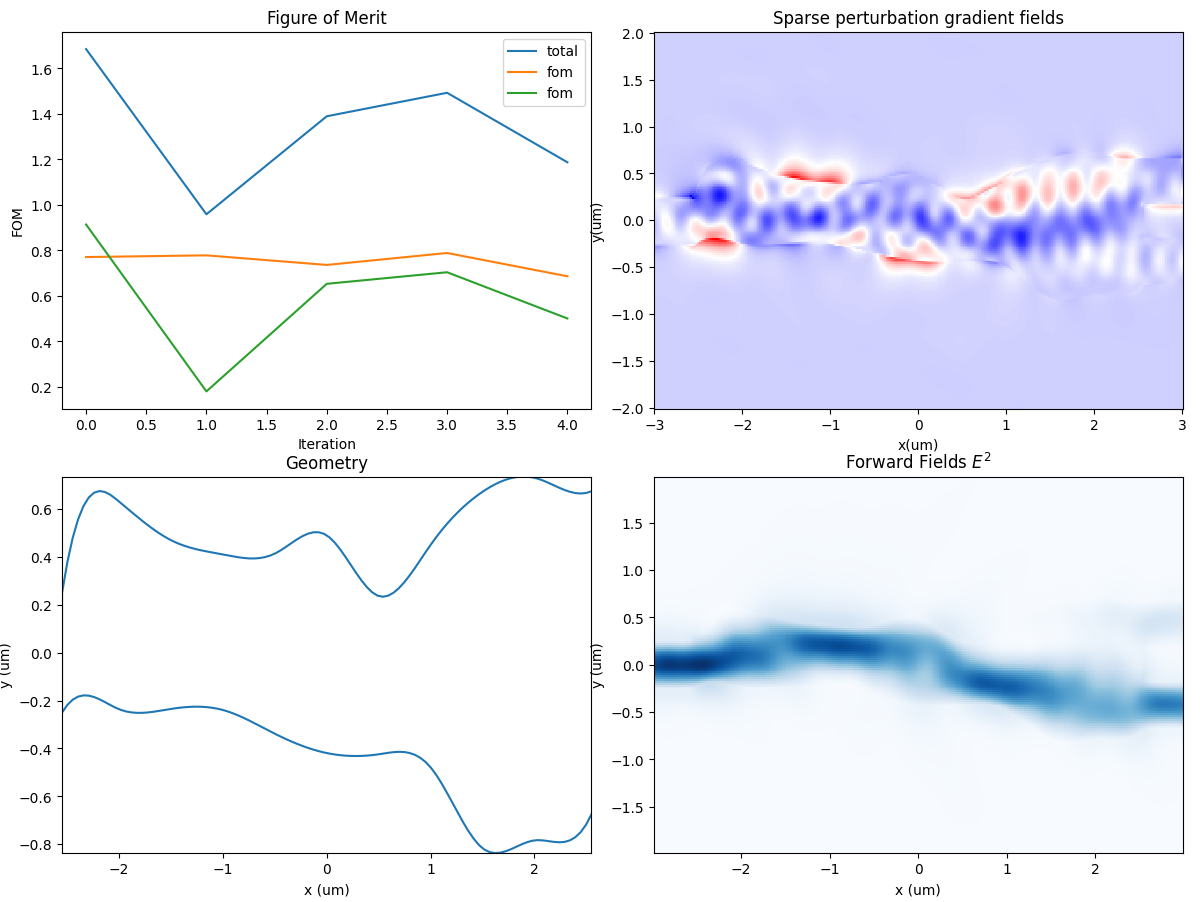 Figure of Merit
FOM
1.6
1.4
1.2
1.0
0.8
0.6
0.4
0.2
total
fom
fom
0.0 0.5 1.0 1.5 2.0 2.5 3.0 3.5 4.0
Iteration
Sparse perturbation gradient fields
y(um)
2.0
1.5
1.0
0.5
0.0
−0.5
−1.0
−1.5
−2.0
−3 −2 −1 0 1 2 3
x(um)
Geometry
y (um)
0.6
0.4
0.2
0.0
−0.2
−0.4
−0.6
−0.8
−2 −1 0 1 2
x (um)
Forward Fields E²
y (um)
1.5
1.0
0.5
0.0
−0.5
−1.0
−1.5
−2 −1 0 1 2
x (um)